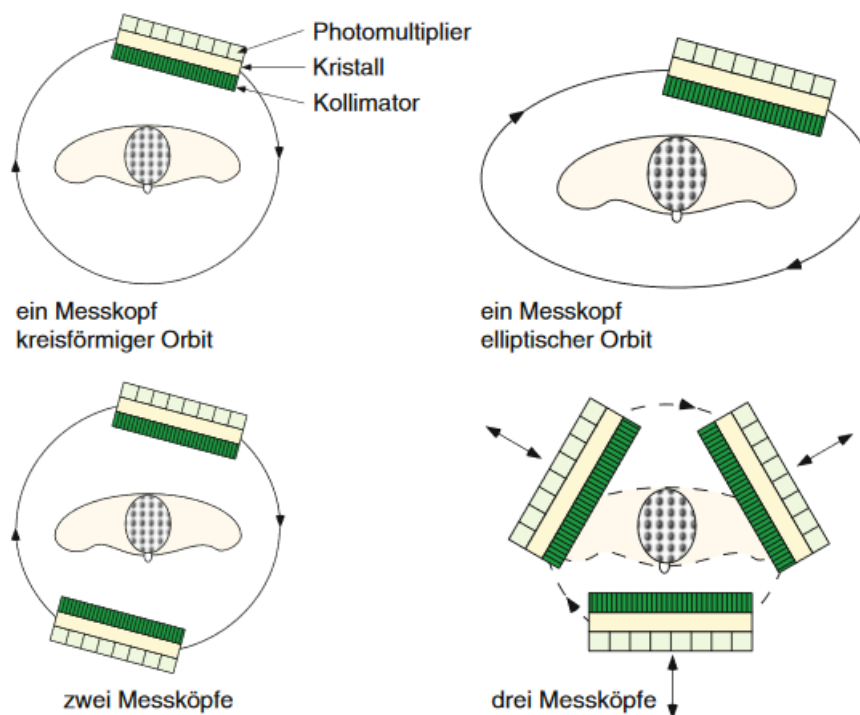 Photomultiplier
Kristall
Kollimator
ein Messkopf
kreisförmiger Orbit
ein Messkopf
elliptischer Orbit
zwei Messköpfe
drei Messköpfe